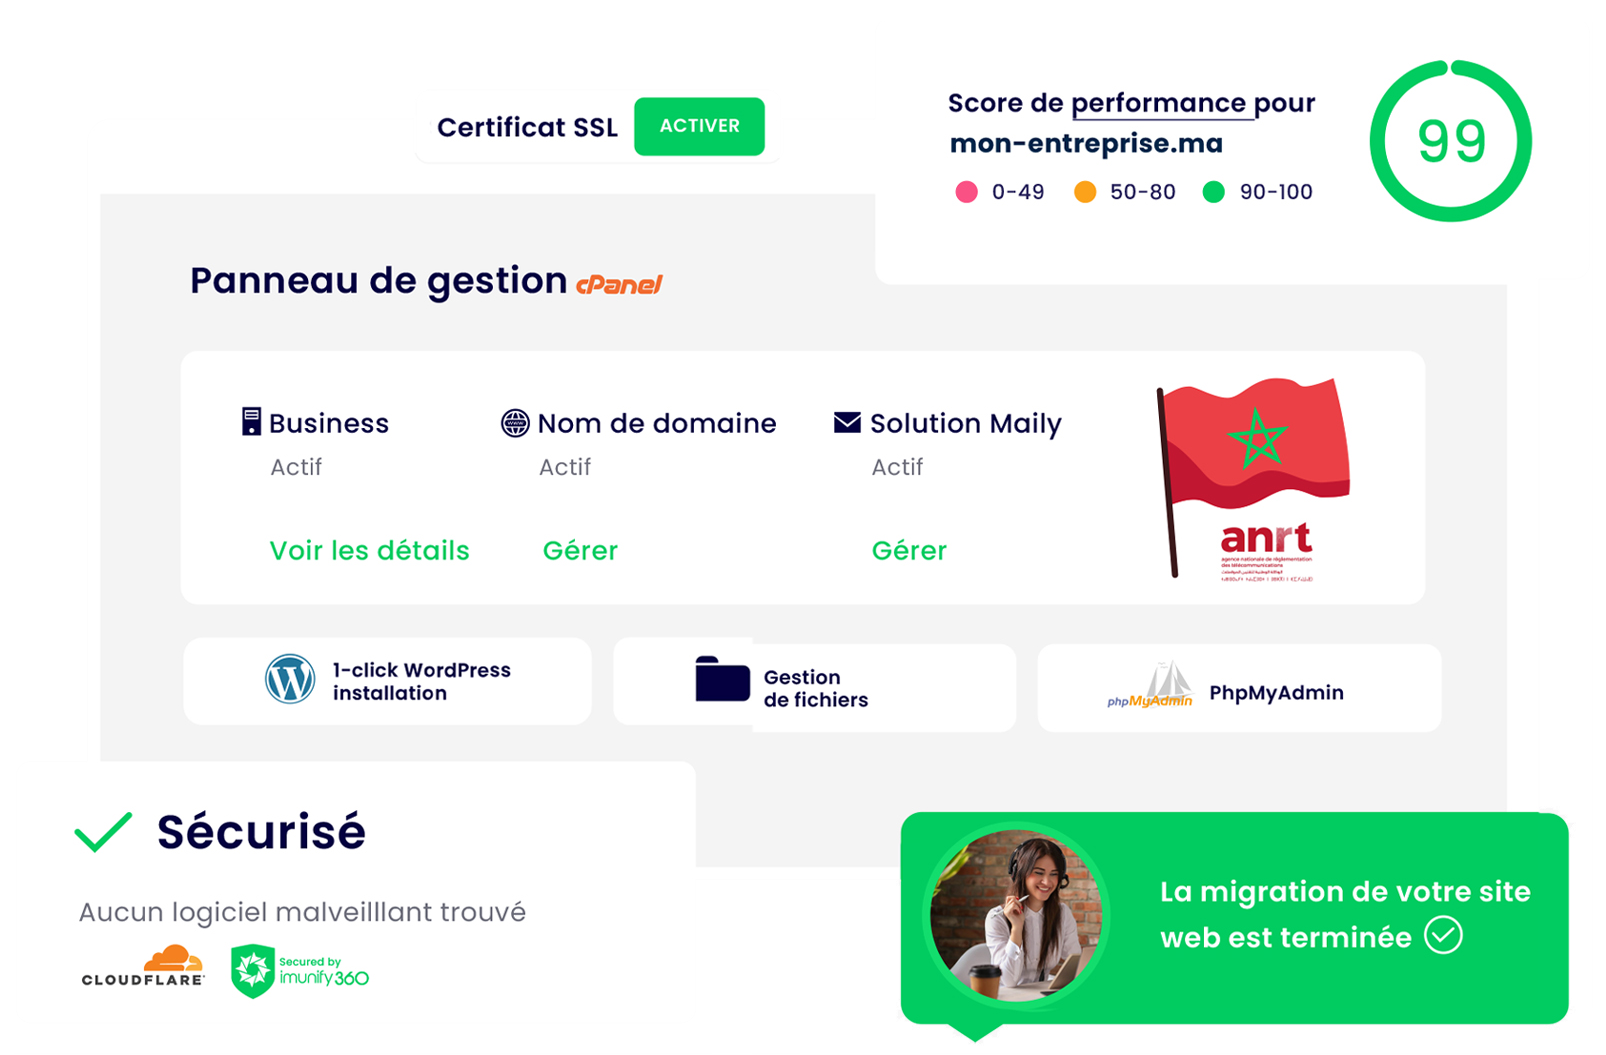 Certificat SSL
ACTIVER
Score de performance pour
mon-entreprise.ma
0-49
50-80
90-100
99
Panneau de gestion cPanel
Business
Actif
Voir les détails
Nom de domaine
Actif
Gérer
Solution Maily
Actif
Gérer
anrt
agence nationale de réglementation
des télécommunications
1-click WordPress
installation
Gestion
de fichiers
phpMyAdmin
PhpMyAdmin
Sécurisé
Aucun logiciel malveilllant trouvé
CLOUDFLARE
Secured by
imunify360
La migration de votre site
web est terminée